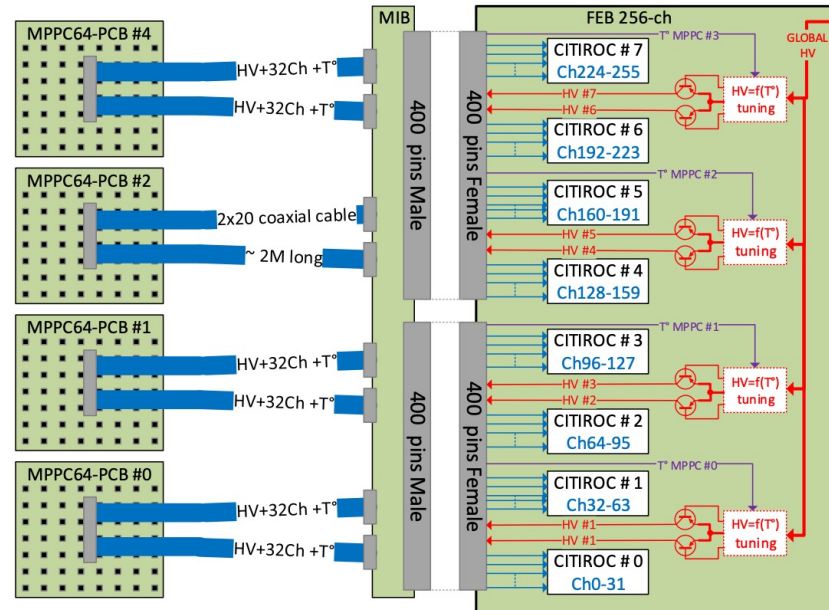 MPPC64-PCB #4
HV+32Ch +T°
HV+32Ch +T°
MPPC64-PCB #2
2x20 coaxial cable
~ 2M long
MPPC64-PCB #1
HV+32Ch +T°
HV+32Ch +T°
MPPC64-PCB #0
HV+32Ch +T°
HV+32Ch +T°
MIB
400 pins Male
400 pins Male
400 pins Female
400 pins Female
FEB 256-ch
GLOBAL
HV
T° MPPC #3
CITIROC # 7
Ch224-255
HV #7
HV #6
HV=f(T°)
tuning
CITIROC # 6
Ch192-223
T° MPPC #2
CITIROC # 5
Ch160-191
HV #5
HV #4
HV=f(T°)
tuning
CITIROC # 4
Ch128-159
T° MPPC #1
CITIROC # 3
Ch96-127
HV #3
HV #2
HV=f(T°)
tuning
CITIROC # 2
Ch64-95
T° MPPC #0
CITIROC # 1
Ch32-63
HV #1
HV #1
HV=f(T°)
tuning
CITIROC # 0
Ch0-31